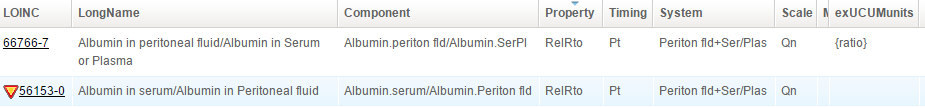 LOINC LongName Component Property Timing System Scale M exUCUMunits
66766-7 Albumin in peritoneal fluid/Albumin in Serum Albumin.periton fld/Albumin.SerPl RelRto Pt Periton fld+Ser/Plas Qn {ratio}
or Plasma
56153-0 Albumin in serum/Albumin in Peritoneal fluid Albumin.serum/Albumin.Periton fld RelRto Pt Periton fld+Ser/Plas Qn